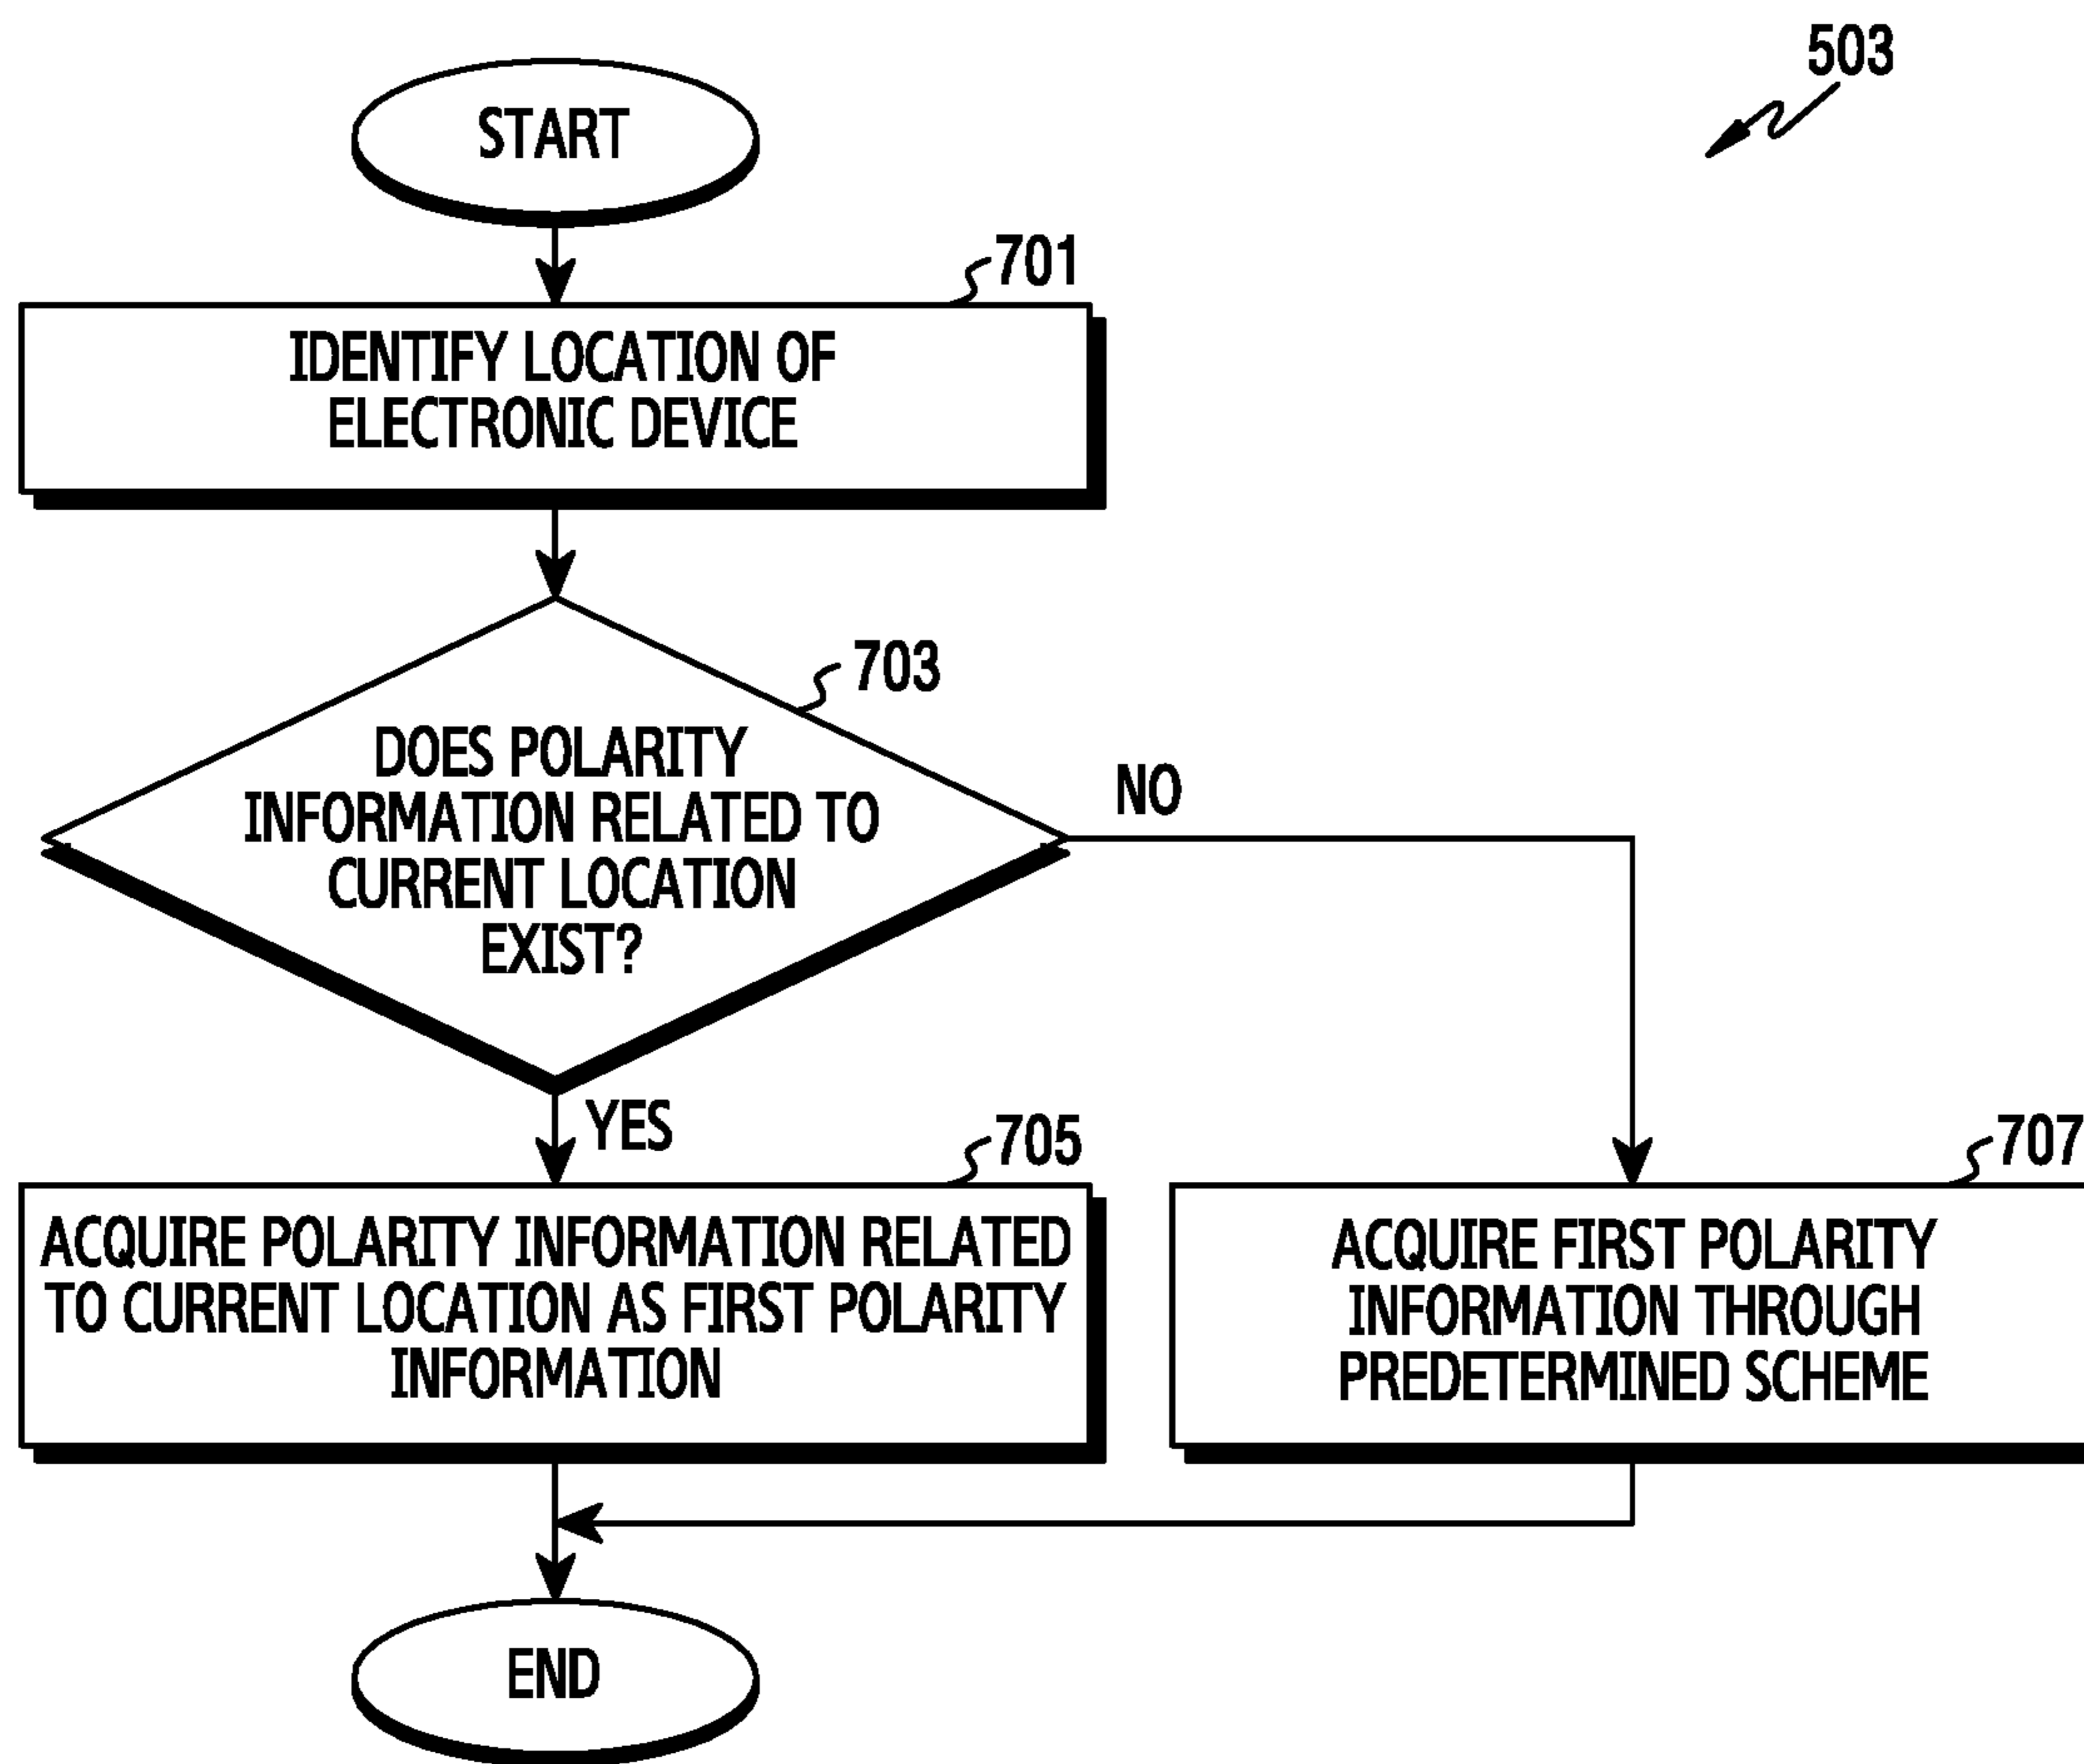 503
START
701
IDENTIFY LOCATION OF
ELECTRONIC DEVICE
703
DOES POLARITY
INFORMATION RELATED TO
CURRENT LOCATION
EXIST?
NO
YES
705
ACQUIRE POLARITY INFORMATION RELATED
TO CURRENT LOCATION AS FIRST POLARITY
INFORMATION
707
ACQUIRE FIRST POLARITY
INFORMATION THROUGH
PREDETERMINED SCHEME
END